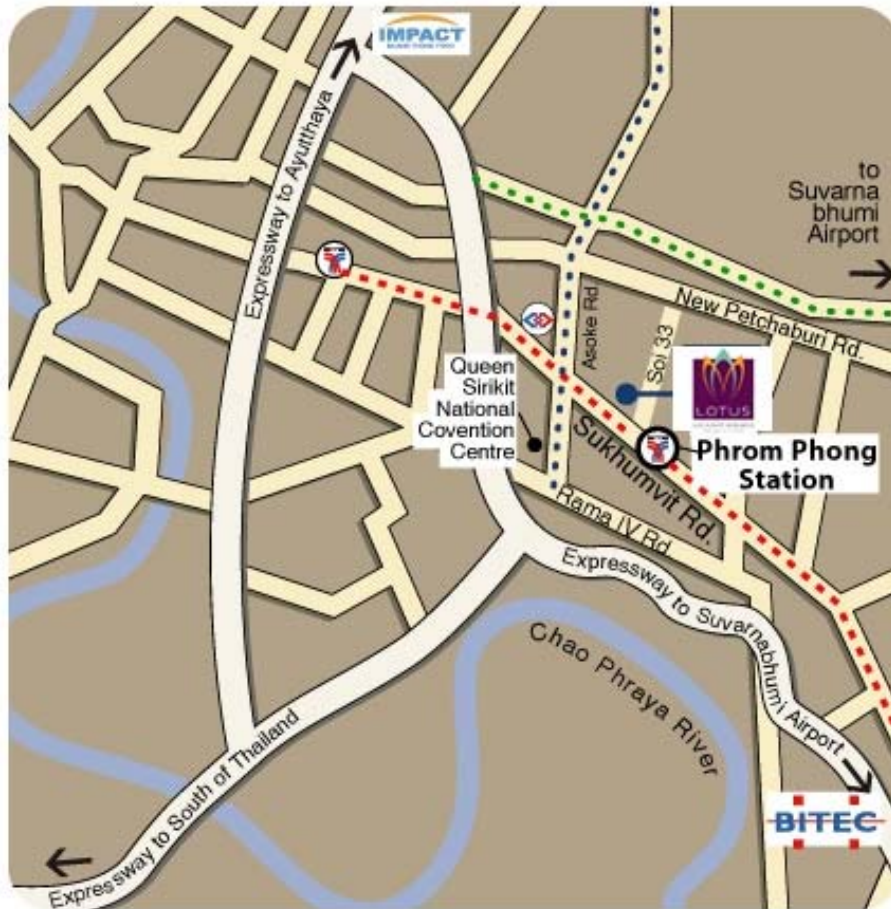 IMPACT
Expressway to Ayutthaya
to
Suvarna
bhumi
Airport
New Petchaburi Rd.
Asoke Rd.
Soi 33
LOTUS
Queen
Sirikit
National
Covention
Centre
Sukhumvit Rd.
Phrom Phong
Station
Rama IV Rd.
Expressway to Suvarnabhumi Airport
Chao Phraya River
Expressway to South of Thailand
BITEC